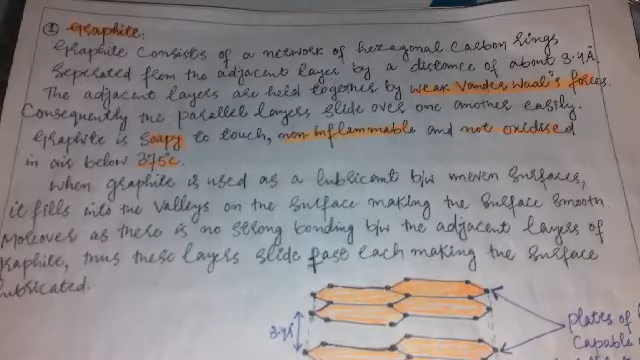 ① Graphite:
Graphite consists of a network of hexagonal carbon rings
seperated from the adjacent layer by a distance of about 3.4Å.
The adjacent layers are held together by weak Vander Waal's forces.
Consequently the parallel layers slide over one another easily.
Graphite is soapy to touch, non inflammable and not oxidised
in air below 375°c.
When graphite is used as a lubricant b/w uneven surfaces,
it fills into the valleys on the surface making the surface smooth.
Moreover as there is no strong bonding b/w the adjacent layers of
graphite, thus these layers slide past each making the surface
lubricated.
3.4Å
plates of
capable